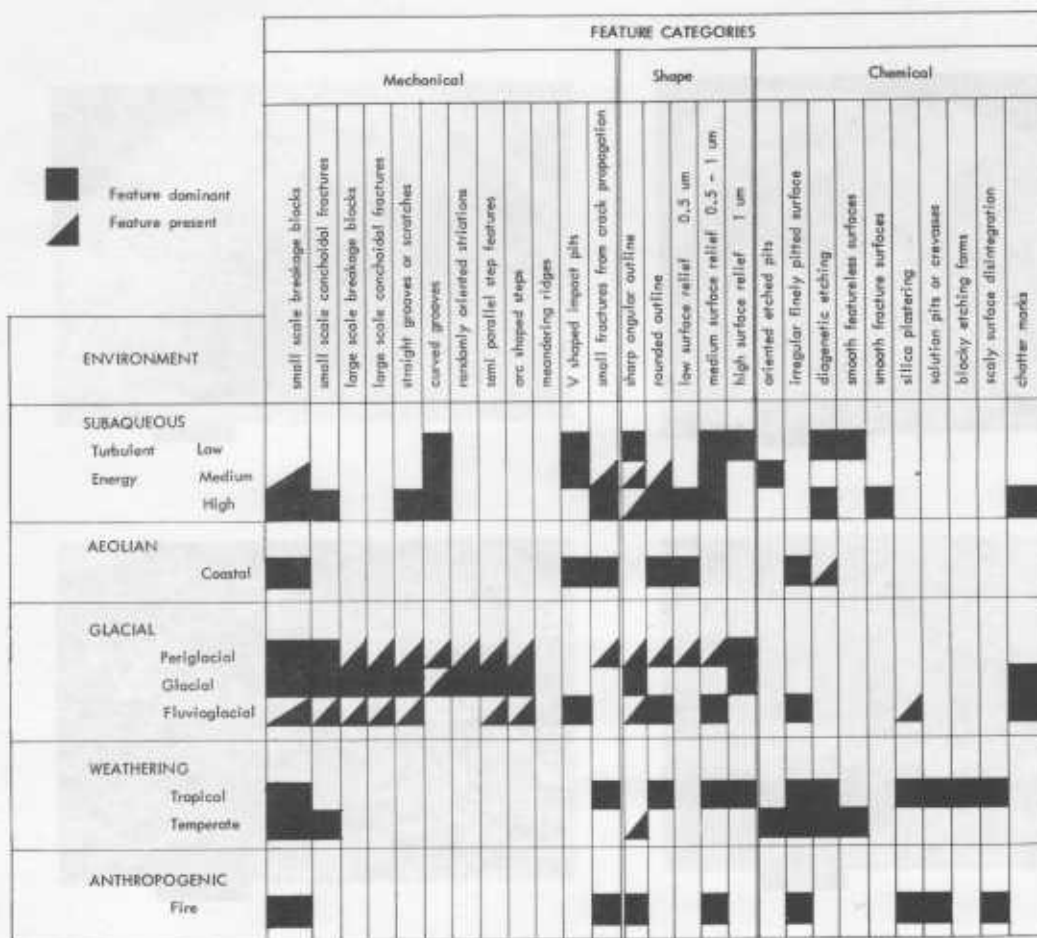 FEATURE CATEGORIES
Mechanical
Shape
Chemical
Feature dominant
Feature present
ENVIRONMENT
small scale breakage blocks
small scale conchoidal fractures
large scale breakage blocks
large scale conchoidal fractures
straight grooves or scratches
curved grooves
randomly oriented striations
semi parallel step features
arc shaped steps
meandering ridges
V shaped impact pits
small fractures from crack propagation
sharp angular outline
rounded outline
low surface relief 0.5 um
medium surface relief 0.5 - 1 um
high surface relief 1 um
oriented etched pits
irregular finely pitted surface
diagenetic etching
smooth featureless surfaces
smooth fracture surfaces
silica plastering
solution pits or crevasses
blocky etching forms
scaly surface disintegration
chatter marks
SUBAQUEOUS
Turbulent Low
Energy Medium
High
AEOLIAN
Coastal
GLACIAL
Periglacial
Glacial
Fluvioglacial
WEATHERING
Tropical
Temperate
ANTHROPOGENIC
Fire